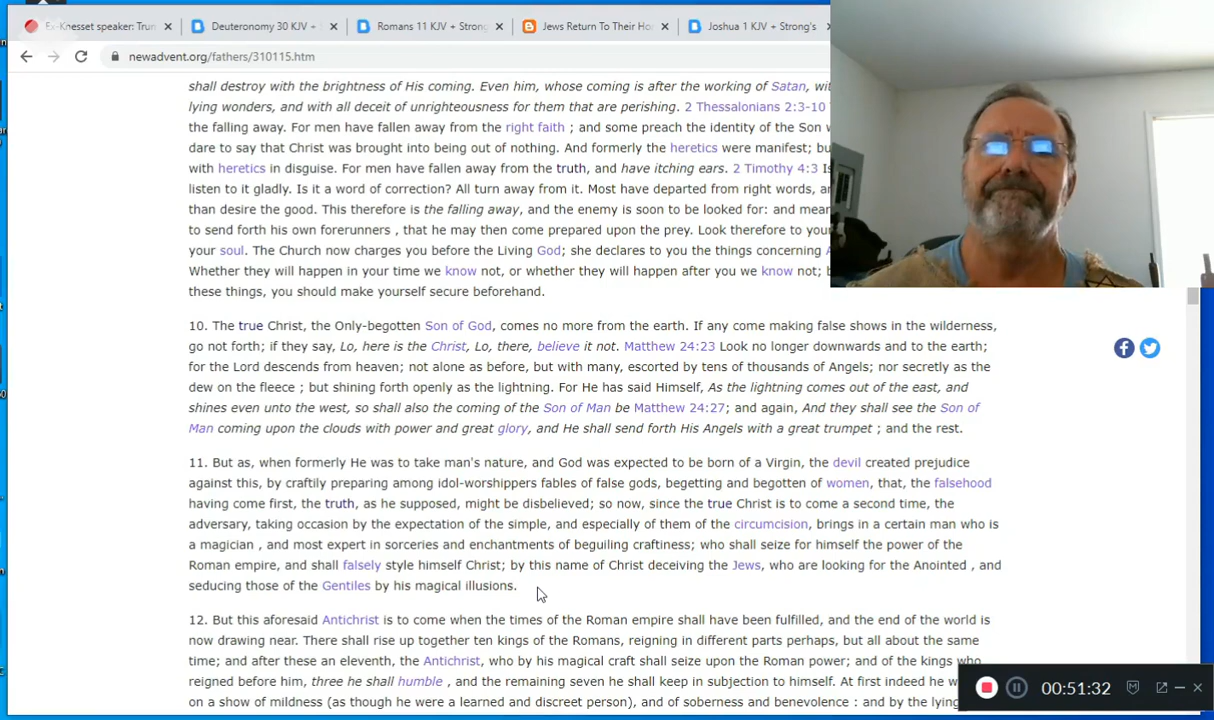 Ex-Knesset speaker: Trun
Deuteronomy 30 KJV +
Romans 11 KJV + Strong
Jews Return To Their Ho
Joshua 1 KJV + Strong's
newadvent.org/fathers/310115.htm
shall destroy with the brightness of His coming. Even him, whose coming is after the working of Satan,
lying wonders, and with all deceit of unrighteousness for them that are perishing. 2 Thessalonians 2:3-10
the falling away. For men have fallen away from the right faith ; and some preach the identity of the Son
dare to say that Christ was brought into being out of nothing. And formerly the heretics were manifest;
with heretics in disguise. For men have fallen away from the truth, and have itching ears. 2 Timothy 4:3
listen to it gladly. Is it a word of correction? All turn away from it. Most have departed from right words,
than desire the good. This therefore is the falling away, and the enemy is soon to be looked for: and
to send forth his own forerunners , that he may then come prepared upon the prey. Look therefore to
your soul. The Church now charges you before the Living God; she declares to you the things concerning
Whether they will happen in your time we know not, or whether they will happen after you we know not;
these things, you should make yourself secure beforehand.
10. The true Christ, the Only-begotten Son of God, comes no more from the earth. If any come making false shows in the wilderness,
go not forth; if they say, Lo, here is the Christ, Lo, there, believe it not. Matthew 24:23 Look no longer downwards and to the earth;
for the Lord descends from heaven; not alone as before, but with many, escorted by tens of thousands of Angels; nor secretly as the
dew on the fleece ; but shining forth openly as the lightning. For He has said Himself, As the lightning comes out of the east, and
shines even unto the west, so shall also the coming of the Son of Man be Matthew 24:27; and again, And they shall see the Son of
Man coming upon the clouds with power and great glory, and He shall send forth His Angels with a great trumpet ; and the rest.
11. But as, when formerly He was to take man's nature, and God was expected to be born of a Virgin, the devil created prejudice
against this, by craftily preparing among idol-worshippers fables of false gods, begetting and begotten of women, that, the falsehood
having come first, the truth, as he supposed, might be disbelieved; so now, since the true Christ is to come a second time, the
adversary, taking occasion by the expectation of the simple, and especially of them of the circumcision, brings in a certain man who is
a magician , and most expert in sorceries and enchantments of beguiling craftiness; who shall seize for himself the power of the
Roman empire, and shall falsely style himself Christ; by this name of Christ deceiving the Jews, who are looking for the Anointed , and
seducing those of the Gentiles by his magical illusions.
12. But this aforesaid Antichrist is to come when the times of the Roman empire shall have been fulfilled, and the end of the world is
now drawing near. There shall rise up together ten kings of the Romans, reigning in different parts perhaps, but all about the same
time; and after these an eleventh, the Antichrist, who by his magical craft shall seize upon the Roman power; and of the kings who
reigned before him, three he shall humble , and the remaining seven he shall keep in subjection to himself. At first indeed he
on a show of mildness (as though he were a learned and discreet person), and of soberness and benevolence : and by the lying
00:51:32